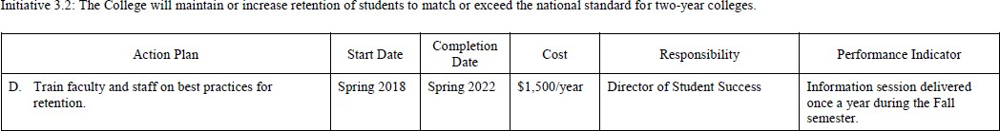 Initiative 3.2: The College will maintain or increase retention of students to match or exceed the national standard for two-year colleges.
Action Plan
Start Date
Completion
Date
Cost
Responsibility
Performance Indicator
D. Train faculty and staff on best practices for
retention.
Spring 2018
Spring 2022
$1,500/year
Director of Student Success
Information session delivered
once a year during the Fall
semester.